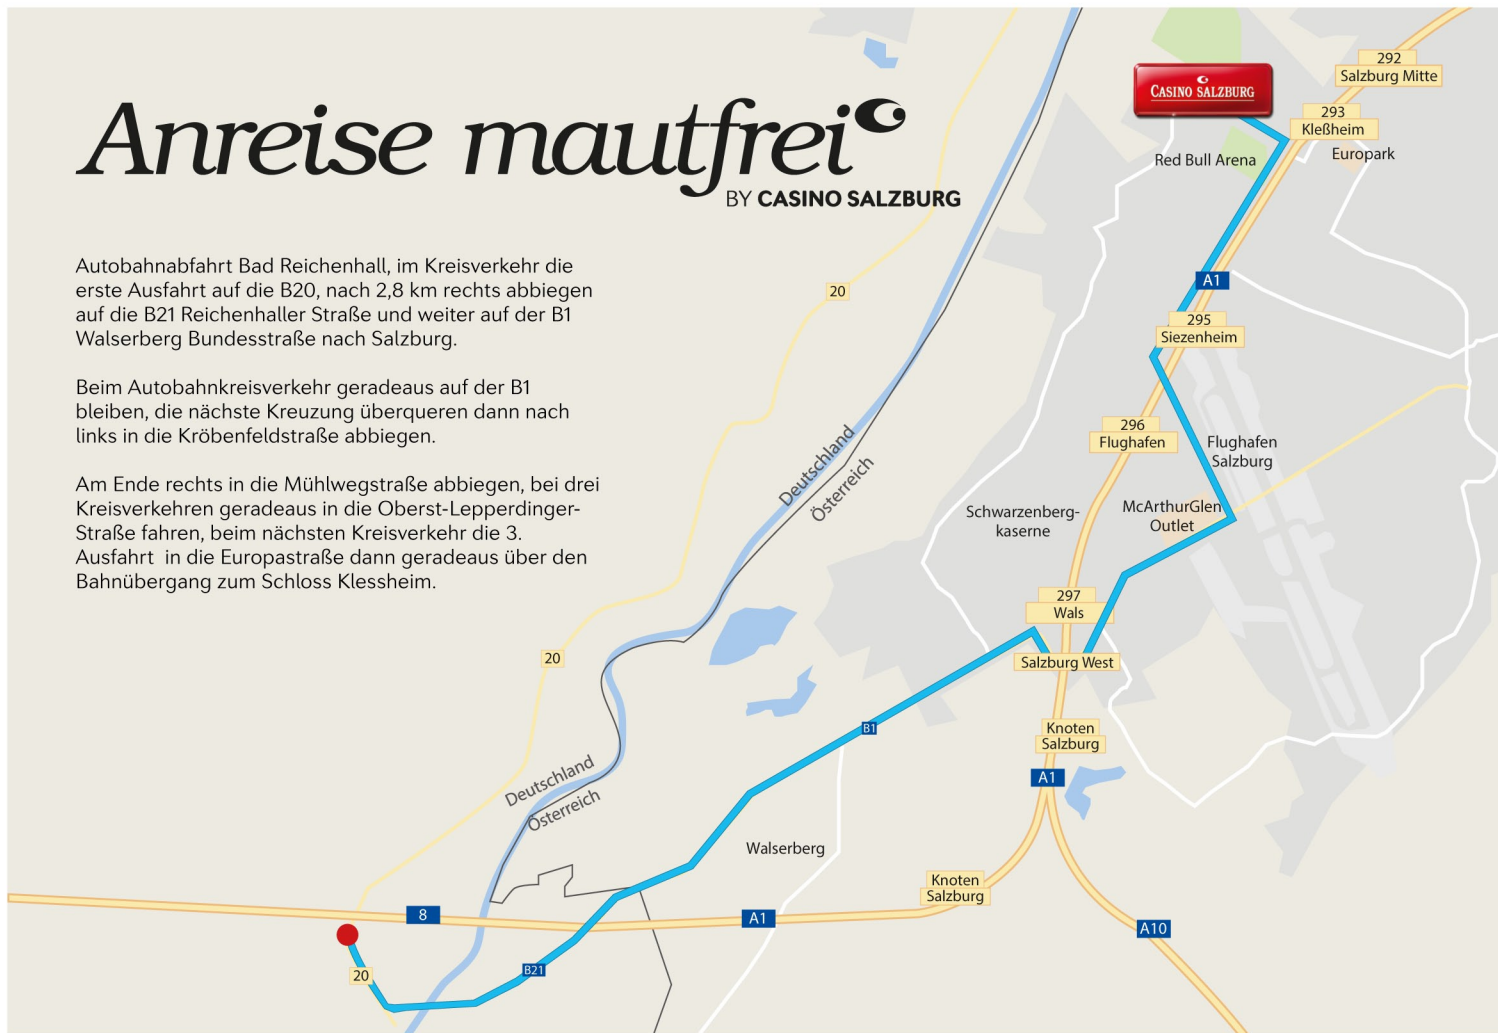 Anreise mautfrei
BY CASINO SALZBURG
Autobahnabfahrt Bad Reichenhall, im Kreisverkehr die
erste Ausfahrt auf die B20, nach 2,8 km rechts abbiegen
auf die B21 Reichenhaller Straße und weiter auf der B1
Walserberg Bundesstraße nach Salzburg.
Beim Autobahnkreisverkehr geradeaus auf der B1
bleiben, die nächste Kreuzung überqueren dann nach
links in die Kröbenfeldstraße abbiegen.
Am Ende rechts in die Mühlwegstraße abbiegen, bei drei
Kreisverkehren geradeaus in die Oberst-Lepperdinger-
Straße fahren, beim nächsten Kreisverkehr die 3.
Ausfahrt in die Europastraße dann geradeaus über den
Bahnübergang zum Schloss Klessheim.
292
Salzburg Mitte
CASINO SALZBURG
293
Kleßheim
Europark
Red Bull Arena
A1
20
295
Siezenheim
296
Flughafen
Flughafen
Salzburg
Deutschland
Österreich
McArthurGlen
Outlet
Schwarzenberg-
kaserne
297
Wals
20
Salzburg West
B1
Knoten
Salzburg
A1
Deutschland
Österreich
Walserberg
Knoten
Salzburg
8
A1
A10
20
B21